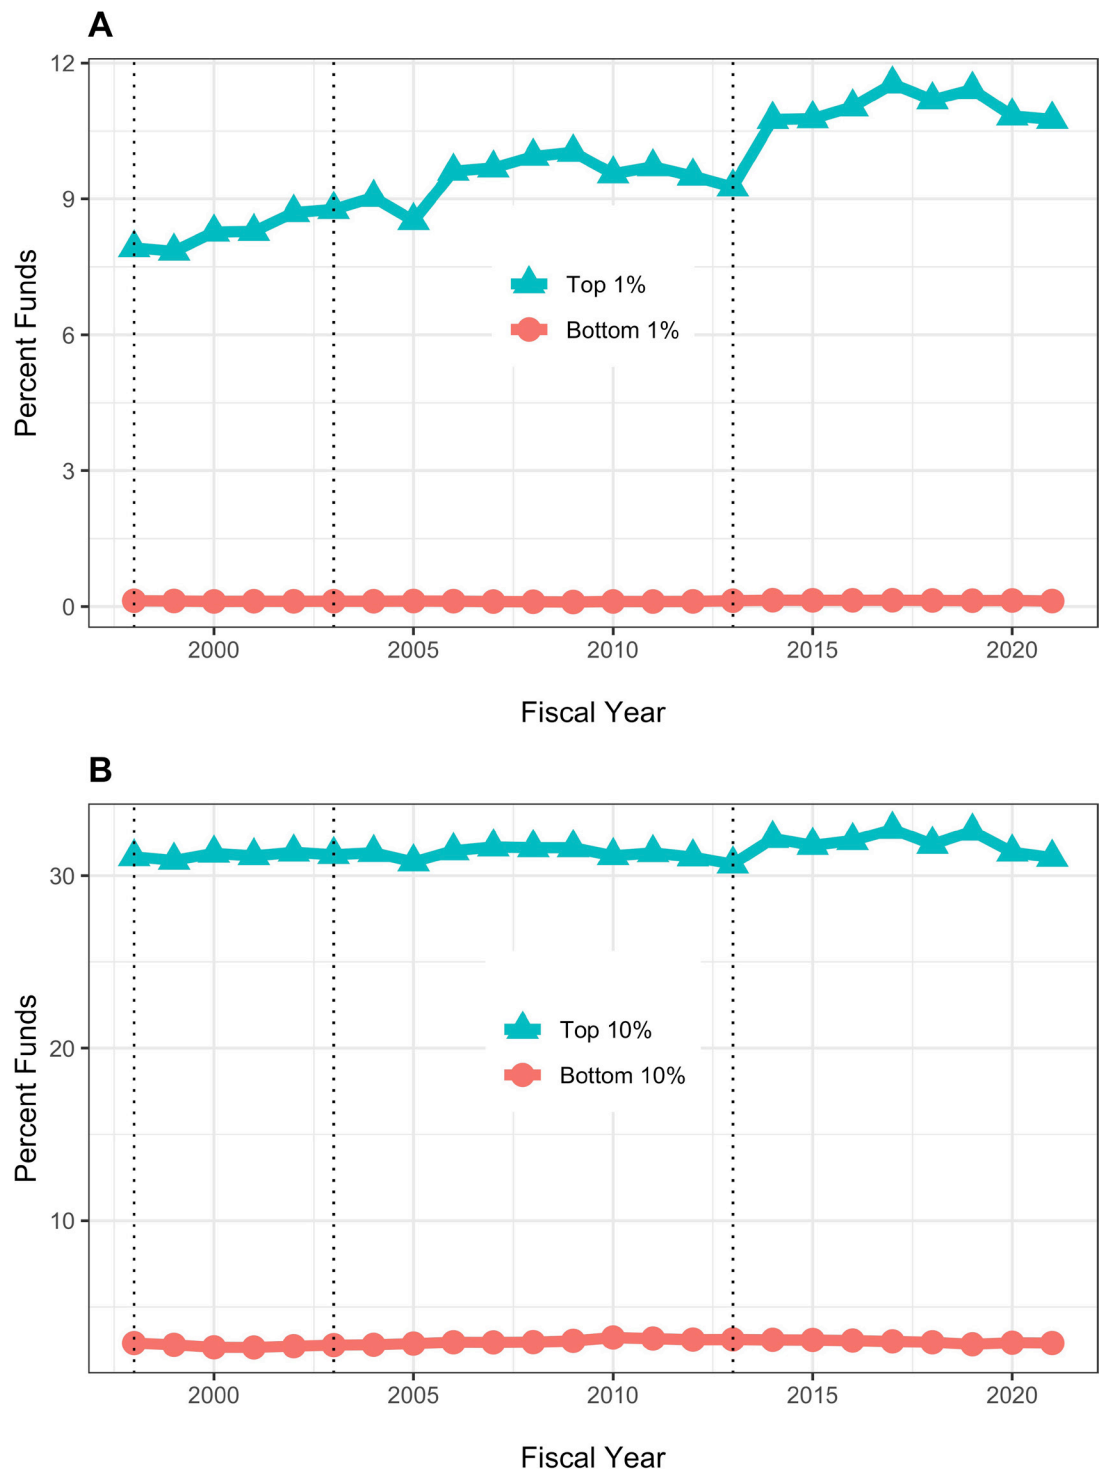 A
12
9
6
3
0
Percent Funds
Top 1%
Bottom 1%
2000 2005 2010 2015 2020
Fiscal Year
B
30
20
10
Percent Funds
Top 10%
Bottom 10%
2000 2005 2010 2015 2020
Fiscal Year